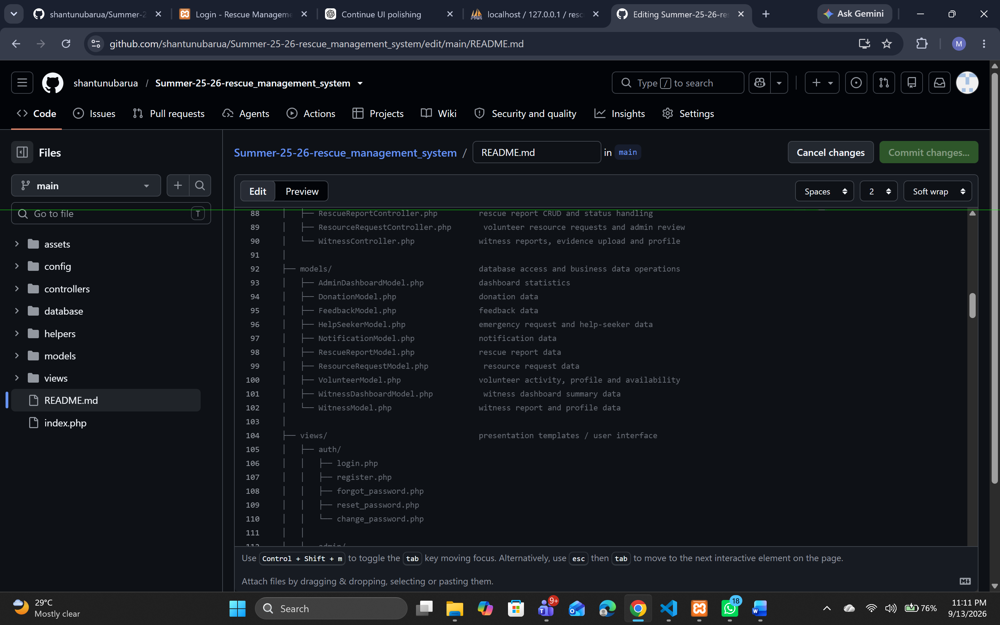 shantunubarua/Summer-2
Login - Rescue Manageme
Continue UI polishing
localhost / 127.0.0.1 / resc
Editing Summer-25-26-res
Ask Gemini
github.com/shantunubarua/Summer-25-26-rescue_management_system/edit/main/README.md
M
shantunubarua / Summer-25-26-rescue_management_system
Type / to search
Code
Issues
Pull requests
Agents
Actions
Projects
Wiki
Security and quality
Insights
Settings
Files
main
Go to file
T
assets
config
controllers
database
helpers
models
views
README.md
index.php
Summer-25-26-rescue_management_system / README.md in main
Cancel changes
Commit changes...
Edit
Preview
Spaces
2
Soft wrap
88 │   ├── RescueReportController.php         rescue report CRUD and status handling
89 │   ├── ResourceRequestController.php       volunteer resource requests and admin review
90 │   └── WitnessController.php              witness reports, evidence upload and profile
91 │
92 ├── models/                                database access and business data operations
93 │   ├── AdminDashboardModel.php            dashboard statistics
94 │   ├── DonationModel.php                  donation data
95 │   ├── FeedbackModel.php                  feedback data
96 │   ├── HelpSeekerModel.php                emergency request and help-seeker data
97 │   ├── NotificationModel.php              notification data
98 │   ├── RescueReportModel.php              rescue report data
99 │   ├── ResourceRequestModel.php            resource request data
100 │   ├── VolunteerModel.php                 volunteer activity, profile and availability
101 │   ├── WitnessDashboardModel.php           witness dashboard summary data
102 │   └── WitnessModel.php                   witness report and profile data
103 │
104 ├── views/                                 presentation templates / user interface
105 │   ├── auth/
106 │   │   ├── login.php
107 │   │   ├── register.php
108 │   │   ├── forgot_password.php
109 │   │   ├── reset_password.php
110 │   │   └── change_password.php
111 │   │
112 │   ├── admin/
Use Control + Shift + m to toggle the tab key moving focus. Alternatively, use esc then tab to move to the next interactive element on the page.
Attach files by dragging & dropping, selecting or pasting them.
29°C
Mostly clear
Search
9+
18
76%
11:11 PM
9/13/2026